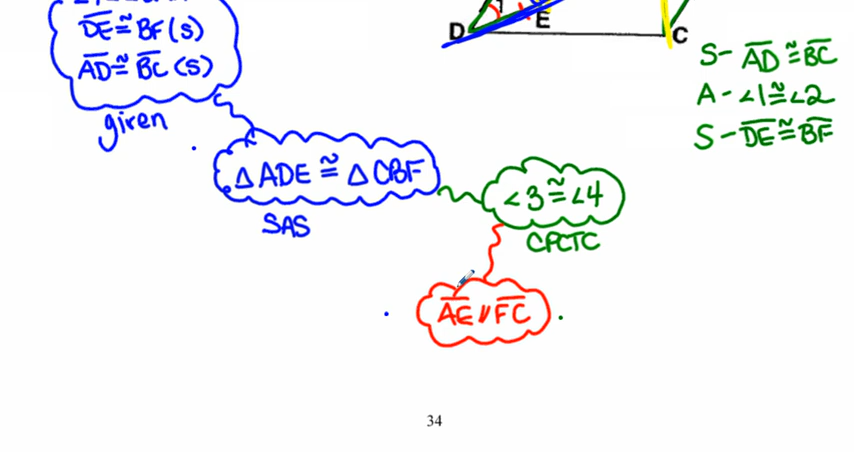 DE ≅ BF (S)
AD ≅ BC (S)
given
1
D
E
C
S- AD ≅ BC
A - ∠1 ≅ ∠2
S - DE ≅ BF
△ ADE ≅ △ CBF
SAS
∠3 ≅ ∠4
CPCTC
AE // FC
34